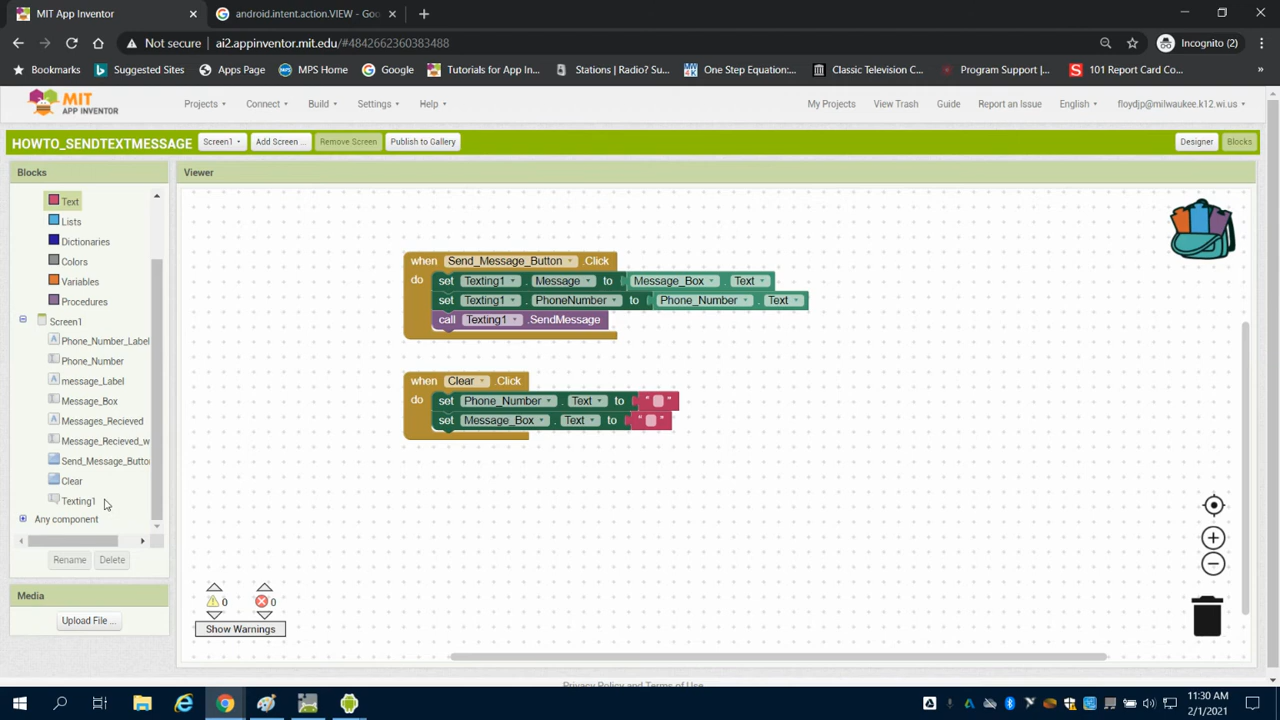 MIT App Inventor
android.intent.action.VIEW - Goo
Not secure
ai2.appinventor.mit.edu/#4842662360383488
Incognito (2)
Bookmarks
Suggested Sites
Apps Page
MPS Home
Google
Tutorials for App In...
Stations | Radio? Su...
One Step Equation:...
Classic Television C...
Program Support |...
101 Report Card Co...
»
MIT
APP INVENTOR
Projects
Connect
Build
Settings
Help
My Projects
View Trash
Guide
Report an Issue
English
floydjp@milwaukee.k12.wi.us
HOWTO_SENDTEXTMESSAGE
Screen1
Add Screen ...
Remove Screen
Publish to Gallery
Designer
Blocks
Blocks
Viewer
Text
Lists
Dictionaries
Colors
Variables
Procedures
Screen1
Phone_Number_Label
Phone_Number
message_Label
Message_Box
Messages_Recieved
Message_Recieved_w
Send_Message_Butto
Clear
Texting1
Any component
Rename
Delete
Media
Upload File ...
when Send_Message_Button .Click
do set Texting1 . Message to Message_Box . Text
set Texting1 . PhoneNumber to Phone_Number . Text
call Texting1 .SendMessage
when Clear .Click
do set Phone_Number . Text to “ ”
set Message_Box . Text to “ ”
0
0
Show Warnings
Privacy Policy and Terms of Use
11:30 AM
2/1/2021